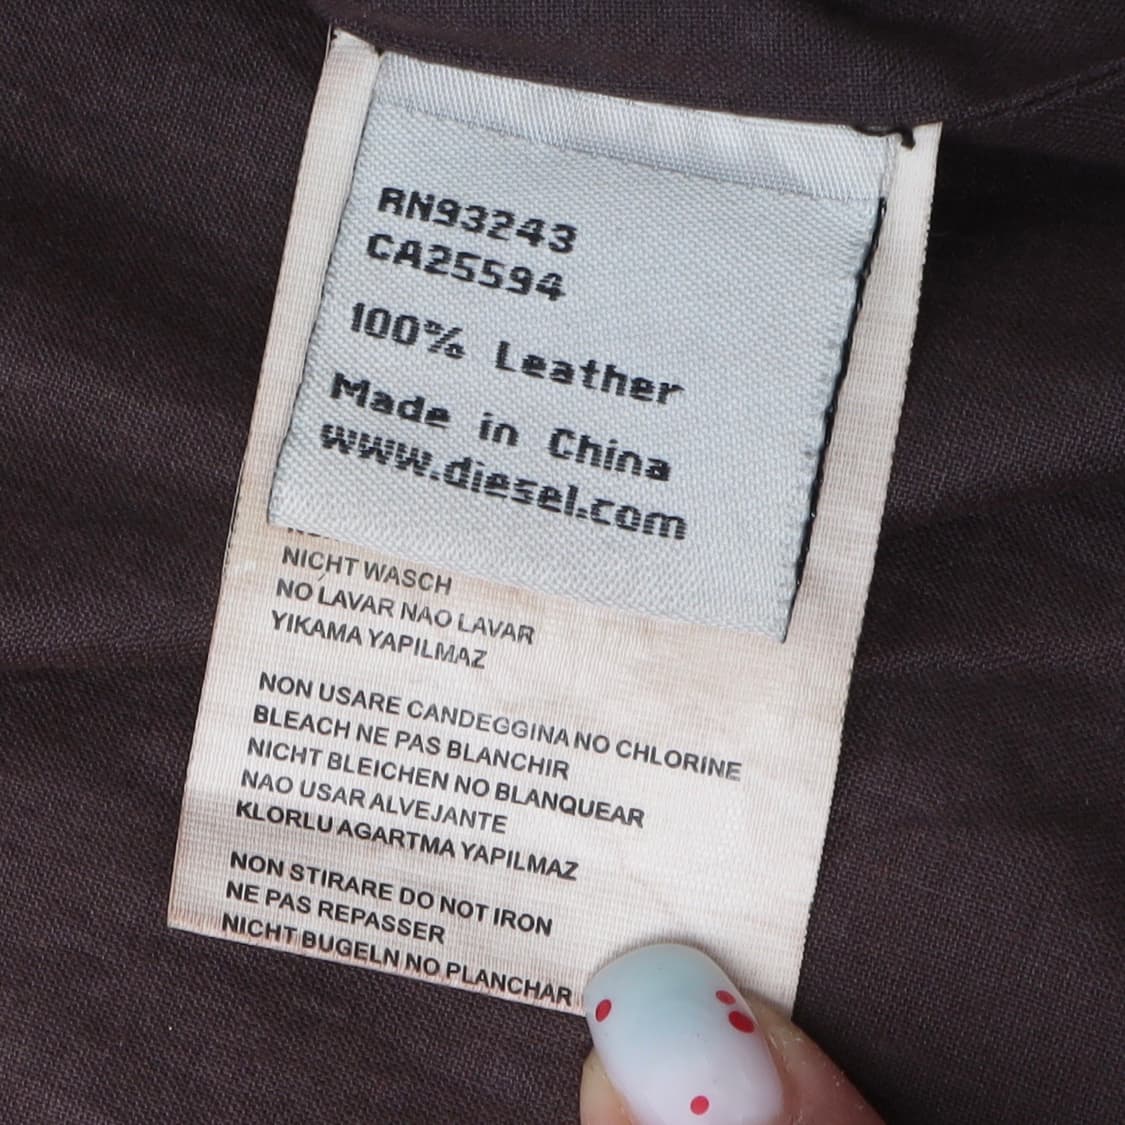 RN93243
CA25594
100% Leather
Made in China
www.diesel.com
NICHT WASCH
NO LAVAR NAO LAVAR
YIKAMA YAPILMAZ
NON USARE CANDEGGINA NO CHLORINE
BLEACH NE PAS BLANCHIR
NICHT BLEICHEN NO BLANQUEAR
NAO USAR ALVEJANTE
KLORLU AGARTMA YAPILMAZ
NON STIRARE DO NOT IRON
NE PAS REPASSER
NICHT BUGELN NO PLANCHAR